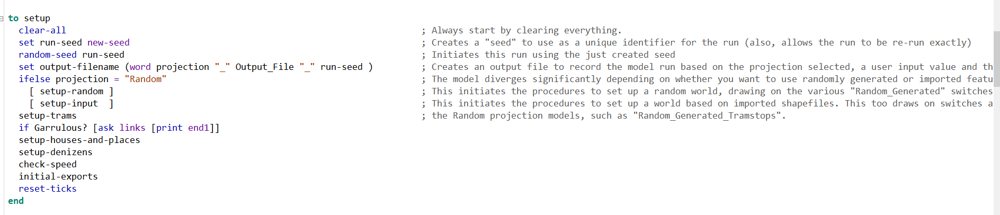 to setup
clear-all ; Always start by clearing everything.
set run-seed new-seed ; Creates a "seed" to use as a unique identifier for the run (also, allows the run to be re-run exactly)
random-seed run-seed ; Initiates this run using the just created seed
set output-filename (word projection "_" Output_File "_" run-seed ) ; Creates an output file to record the model run based on the projection selected, a user input value and th
ifelse projection = "Random" ; The model diverges significantly depending on whether you want to use randomly generated or imported featu
[ setup-random ] ; This initiates the procedures to set up a random world, drawing on the various "Random_Generated" switches
[ setup-input ] ; This initiates the procedures to set up a world based on imported shapefiles. This too draws on switches a
setup-trams ; the Random projection models, such as "Random_Generated_Tramstops".
if Garrulous? [ask links [print end1]]
setup-houses-and-places
setup-denizens
check-speed
initial-exports
reset-ticks
end